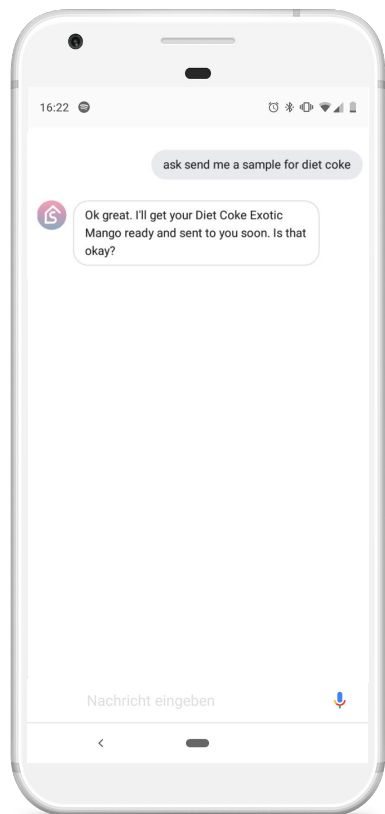 16:22
ask send me a sample for diet coke
Ok great. I'll get your Diet Coke Exotic
Mango ready and sent to you soon. Is that
okay?
Nachricht eingeben